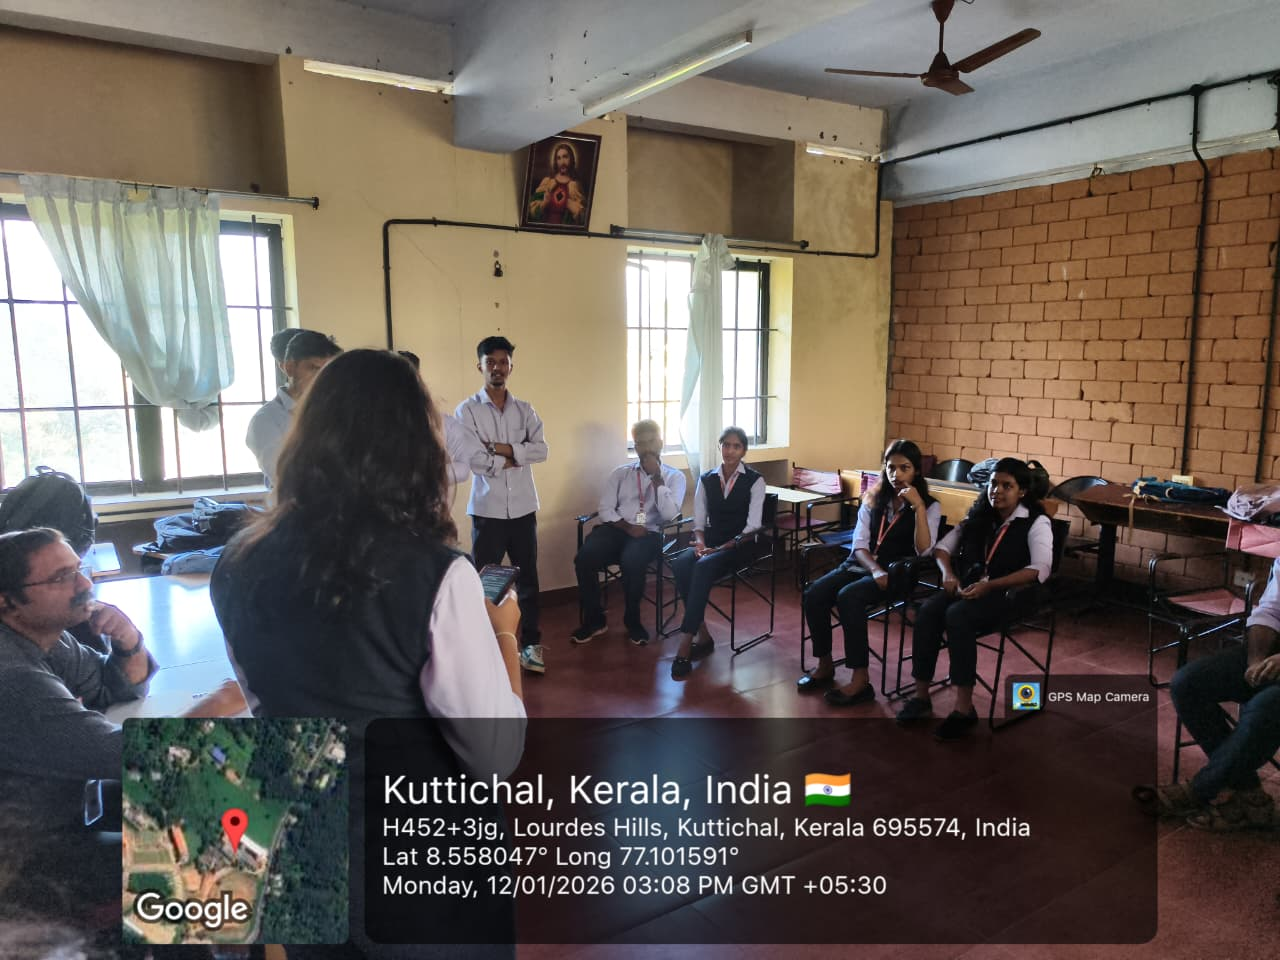 GPS Map Camera
Kuttichal, Kerala, India 🇮🇳
H452+3jg, Lourdes Hills, Kuttichal, Kerala 695574, India
Lat 8.558047° Long 77.101591°
Monday, 12/01/2026 03:08 PM GMT +05:30
Google